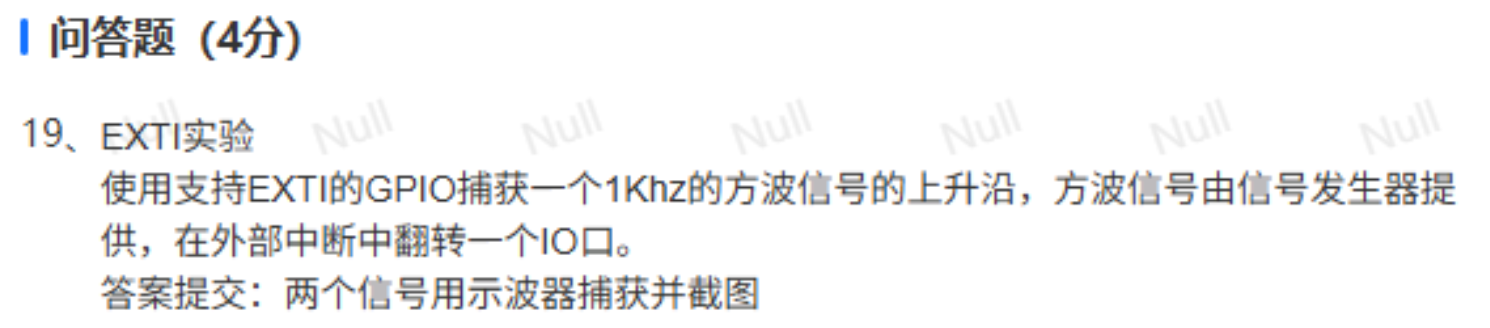 问答题（4分）
19、EXTI实验
使用支持EXTI的GPIO捕获一个1Khz的方波信号的上升沿，方波信号由信号发生器提
供，在外部中断中翻转一个IO口。
答案提交：两个信号用示波器捕获并截图
Null Null Null Null Null Null Null